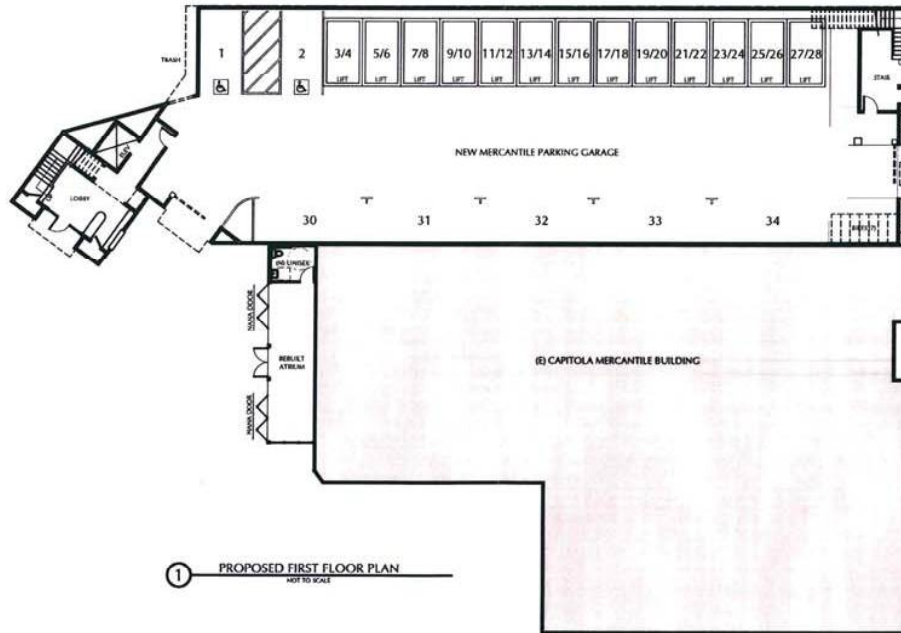 1
2
3/4
5/6
7/8
9/10
11/12
13/14
15/16
17/18
19/20
21/22
23/24
25/26
27/28
LIFT
LIFT
LIFT
LIFT
LIFT
LIFT
LIFT
LIFT
LIFT
LIFT
LIFT
LIFT
LIFT
TRASH
STAIR
ELEV
LOBBY
NEW MERCANTILE PARKING GARAGE
30
31
32
33
34
(N) UNISEX
NANA DOOR
REBUILT
ATRIUM
NANA DOOR
(E) CAPITOLA MERCANTILE BUILDING
1
PROPOSED FIRST FLOOR PLAN
NOT TO SCALE